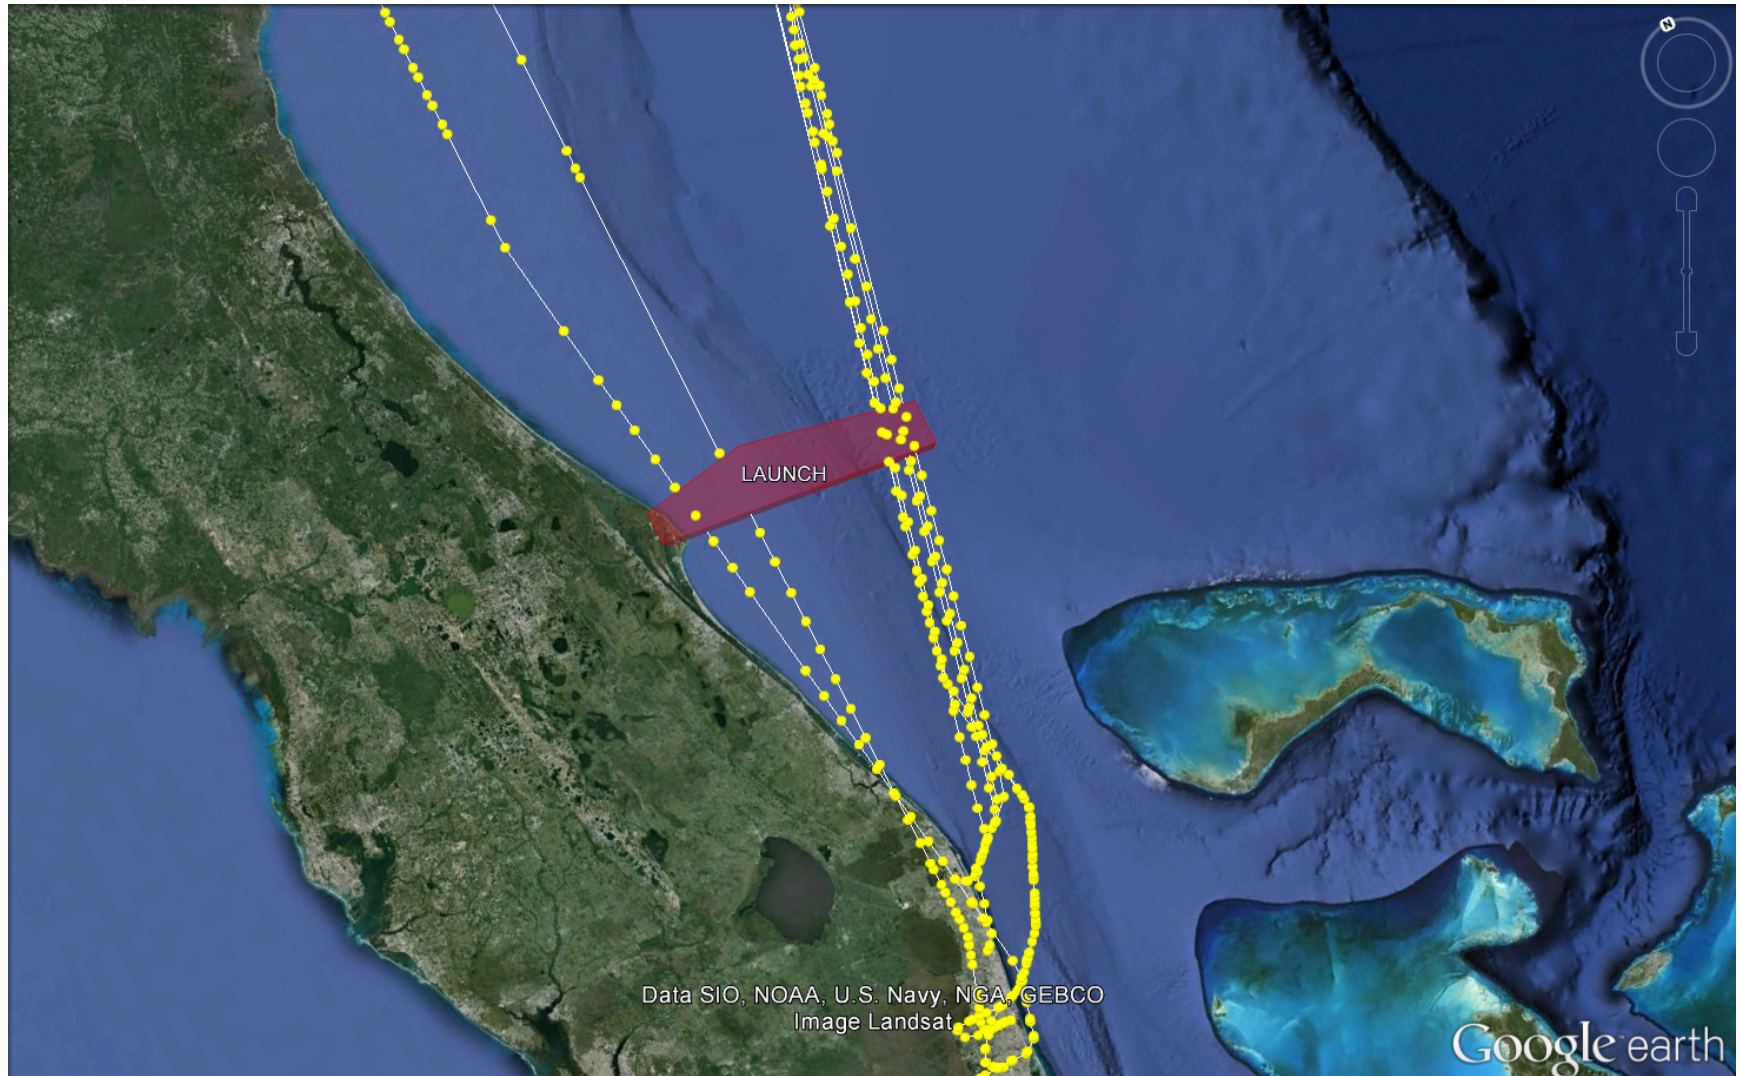 N
LAUNCH
Data SIO, NOAA, U.S. Navy, NGA, GEBCO
Image Landsat
Google earth